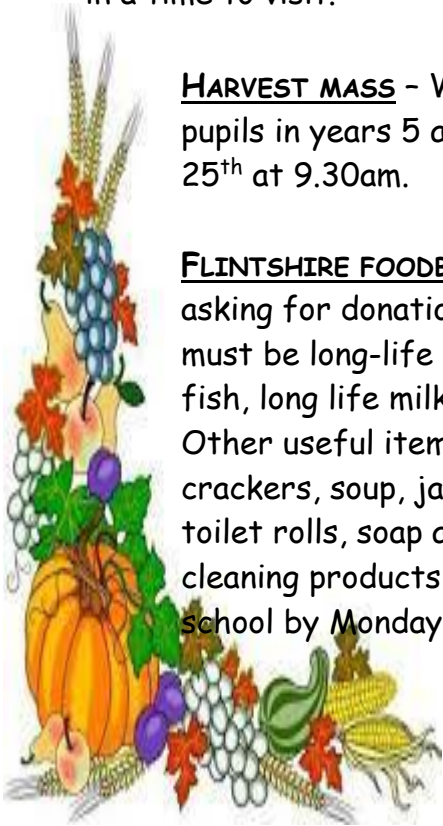 in a time to visit.
HARVEST MASS – W
pupils in years 5 a
25th at 9.30am.
FLINTSHIRE FOODB
asking for donatio
must be long-life
fish, long life milk
Other useful item
crackers, soup, ja
toilet rolls, soap a
cleaning products
school by Monday